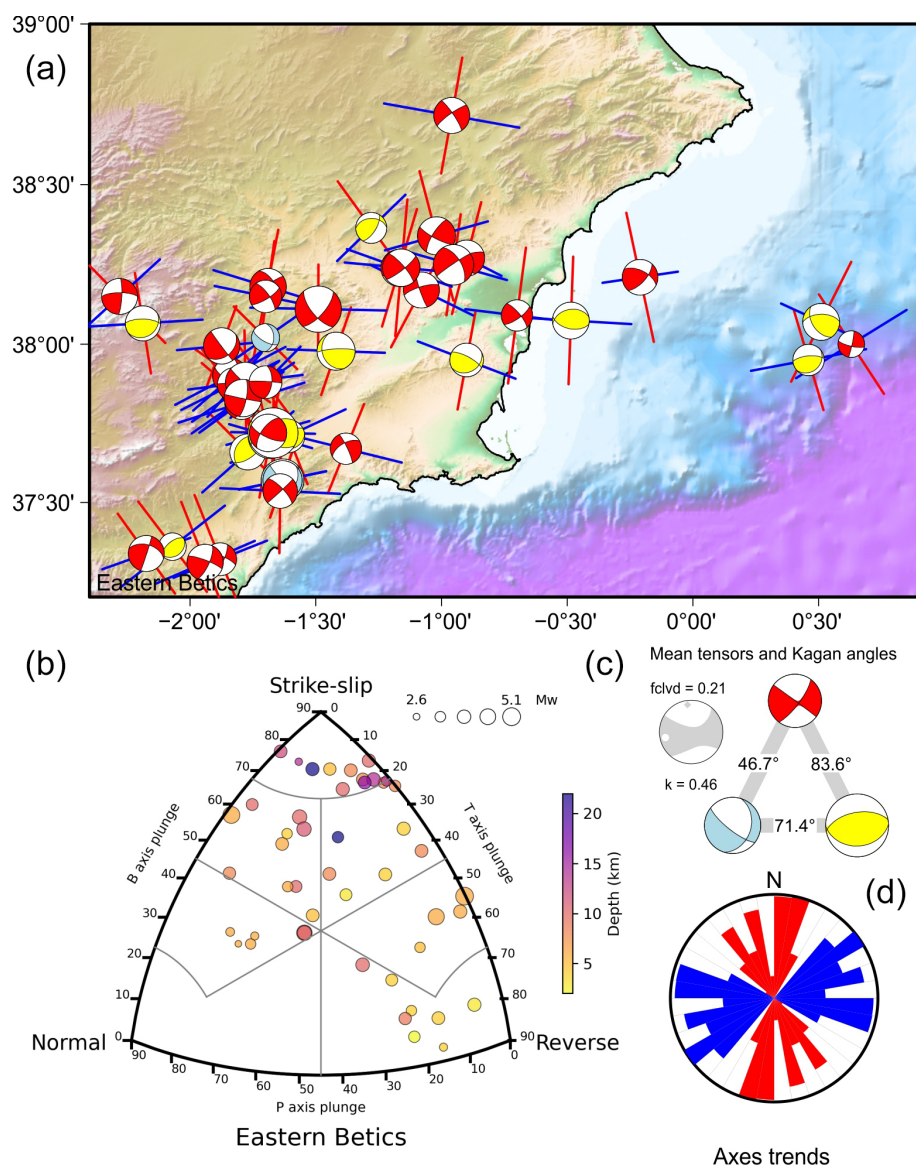 39°00'
(a)
38°30'
38°00'
37°30'
Eastern Betics
−2°00' −1°30' −1°00' −0°30' 0°00' 0°30'
(b)
(c)
Mean tensors and Kagan angles
Strike-slip
2.6 5.1 Mw
fclvd = 0.21
90 0
80 10
70 20
60 30
50 40
40 50
30 60
20 70
10 80
0 90
B axis plunge
T axis plunge
20
15
10
5
Depth (km)
46.7° 83.6°
k = 0.46
71.4°
N
(d)
Normal
Reverse
90 80 70 60 50 40 30 20 10 0
P axis plunge
Eastern Betics
Axes trends